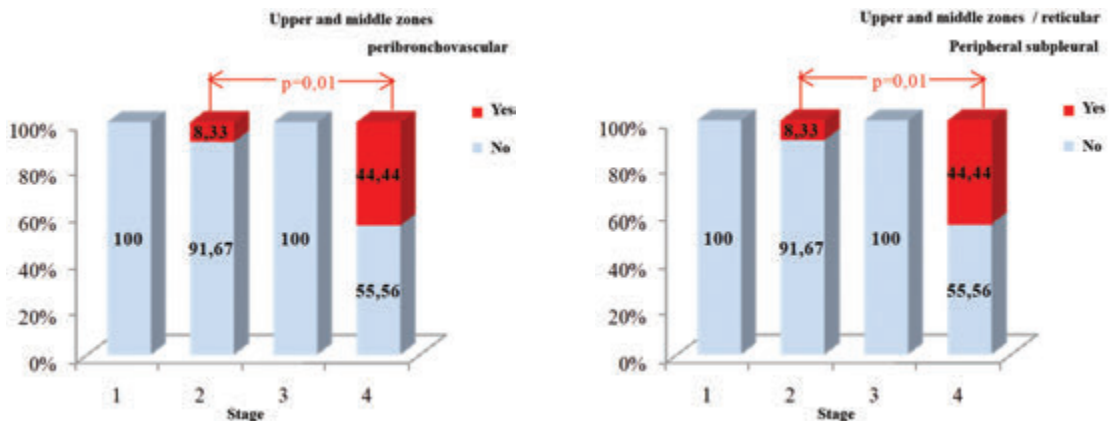 Upper and middle zones
peribronchovascular
p=0,01
Yes
No
100%
80%
60%
40%
20%
0%
100
8,33
91,67
100
44,44
55,56
1 2 3 4
Stage
Upper and middle zones / reticular
Peripheral subpleural
p=0,01
Yes
No
100%
80%
60%
40%
20%
0%
100
8,33
91,67
100
44,44
55,56
1 2 3 4
Stage